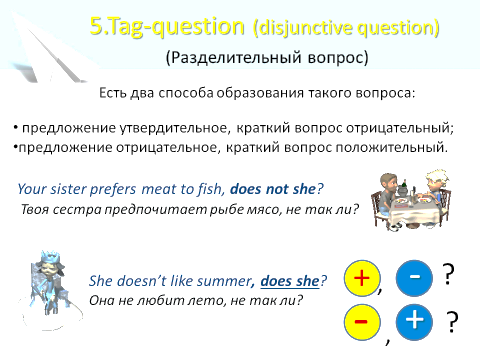 5.Tag-question (disjunctive question)
(Разделительный вопрос)
Есть два способа образования такого вопроса:
• предложение утвердительное, краткий вопрос отрицательный;
•предложение отрицательное, краткий вопрос положительный.
Your sister prefers meat to fish, does not she?
Твоя сестра предпочитает рыбе мясо, не так ли?
She doesn’t like summer, does she?
Она не любит лето, не так ли?
+ , - ?
- , + ?